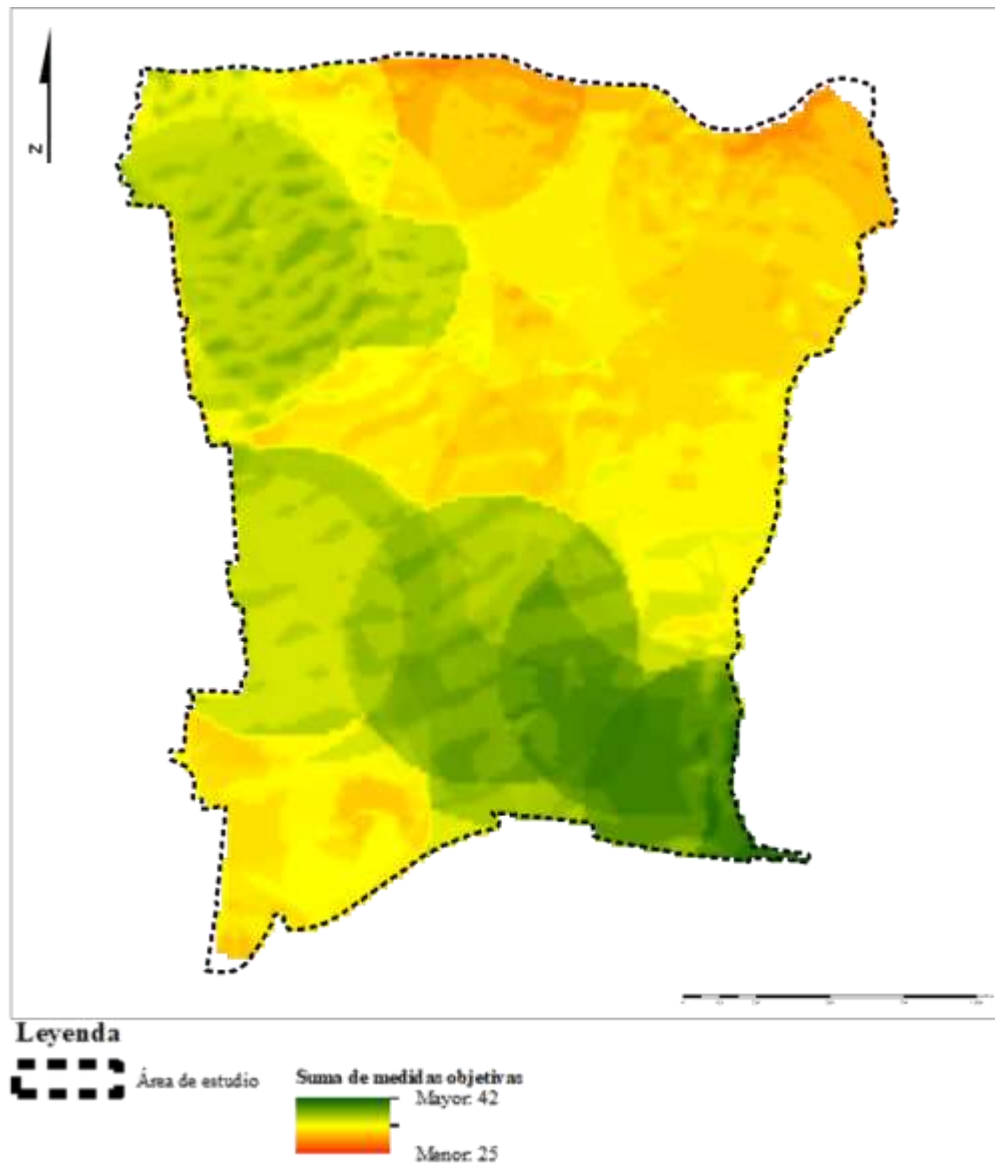 N
Leyenda
Área de estudio
Suma de medidas objetivas
Mayor: 42
Menor: 25